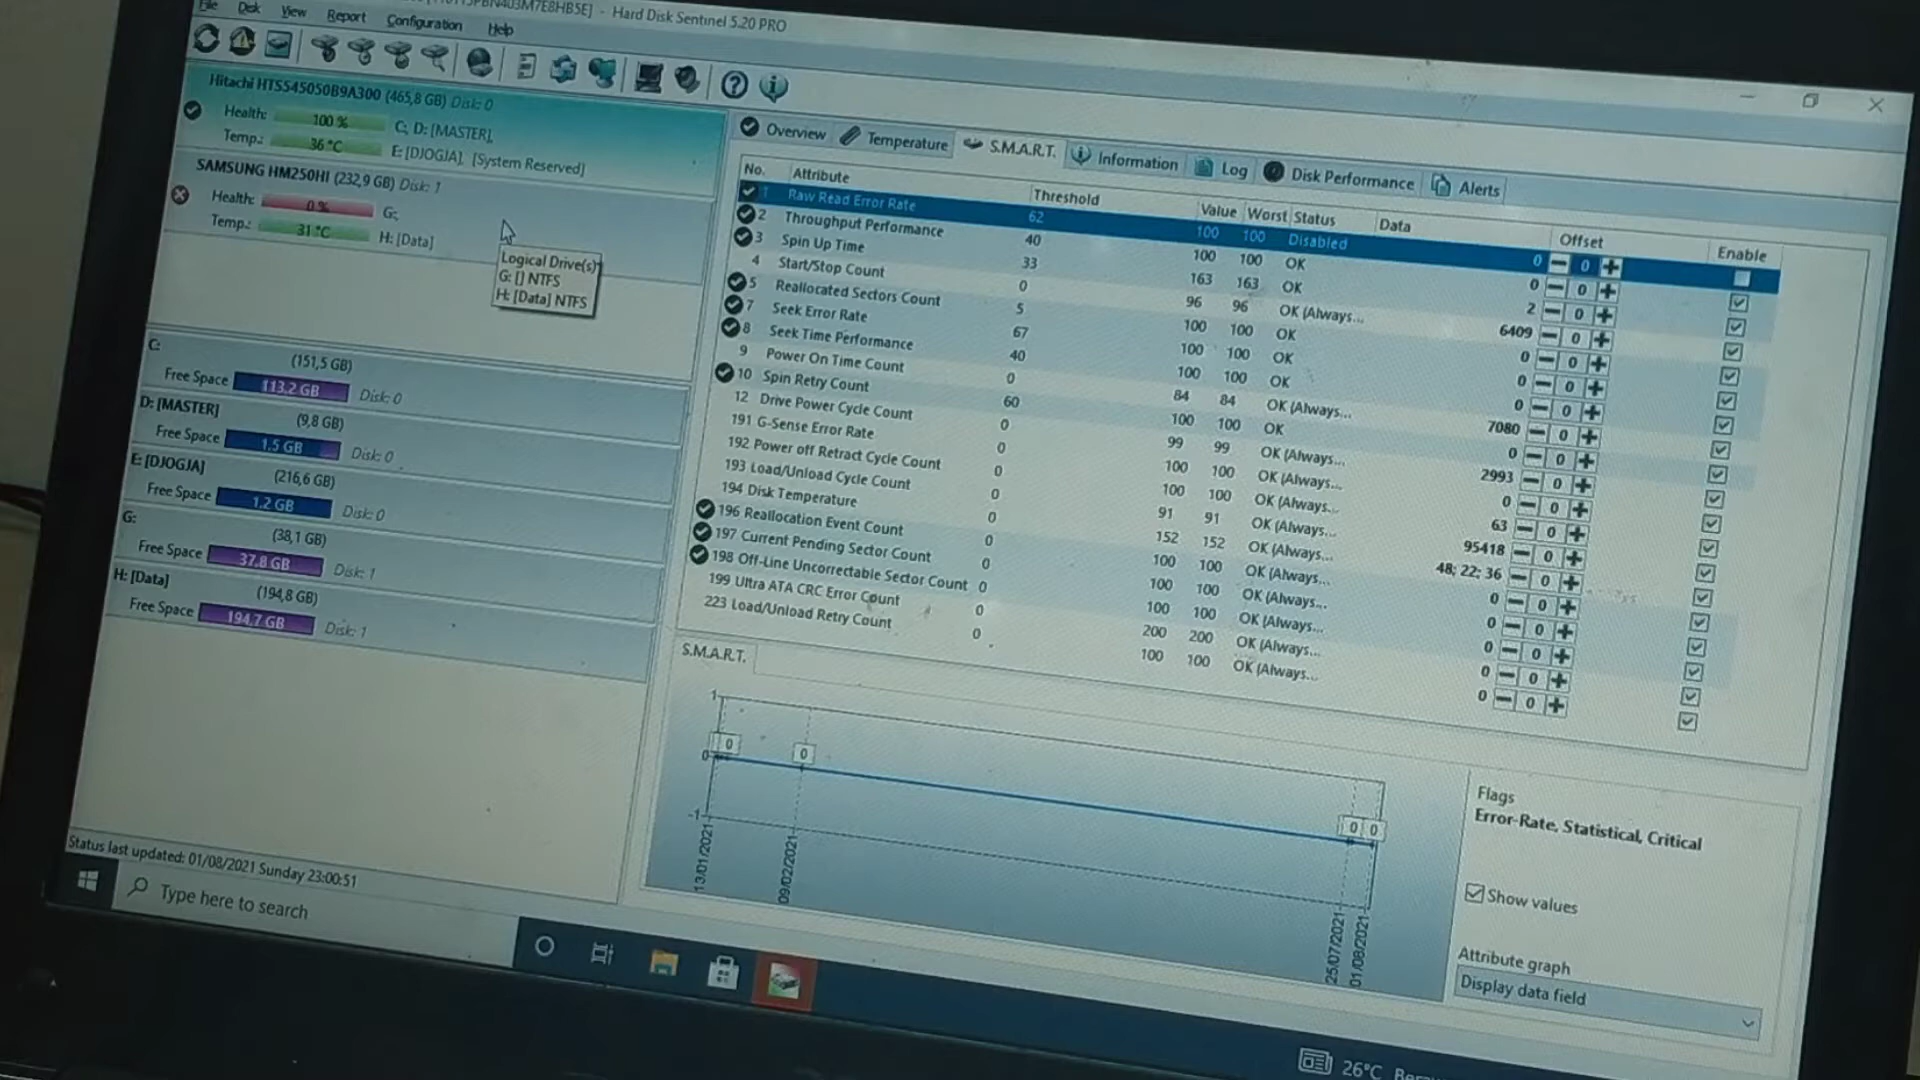 - Hard Disk Sentinel 5.20 PRO
File Disk View Report Configuration Help
Hitachi HTS545050B9A300 (465,8 GB) Disk: 0
Health: 100 % C:, D: [MASTER],
Temp.: 36 °C E: [DJOGJA], [System Reserved]
SAMSUNG HM250HI (232,9 GB) Disk: 1
Health: 0 % G:,
Temp.: 31 °C H: [Data]
Logical Drive(s)
G: [] NTFS
H: [Data] NTFS
C: (151,5 GB)
Free Space 113.2 GB Disk: 0
D: [MASTER] (9,8 GB)
Free Space 1.5 GB Disk: 0
E: [DJOGJA] (216,6 GB)
Free Space 1.2 GB Disk: 0
G: (38,1 GB)
Free Space 37.8 GB Disk: 1
H: [Data] (194,8 GB)
Free Space 194.7 GB Disk: 1
Status last updated: 01/08/2021 Sunday 23:00:51
Overview Temperature S.M.A.R.T. Information Log Disk Performance Alerts
No. Attribute Threshold Value Worst Status Data Offset Enable
1 Raw Read Error Rate 62 100 100 Disabled 0 0
2 Throughput Performance 40 100 100 OK 0 0
3 Spin Up Time 33 163 163 OK 2 0
4 Start/Stop Count 0 96 96 OK (Always... 6409 0
5 Reallocated Sectors Count 5 100 100 OK 0 0
7 Seek Error Rate 67 100 100 OK 0 0
8 Seek Time Performance 40 100 100 OK 0 0
9 Power On Time Count 0 84 84 OK (Always... 7080 0
10 Spin Retry Count 60 100 100 OK 0 0
12 Drive Power Cycle Count 0 99 99 OK (Always... 2993 0
191 G-Sense Error Rate 0 100 100 OK (Always... 0 0
192 Power off Retract Cycle Count 0 100 100 OK (Always... 63 0
193 Load/Unload Cycle Count 0 91 91 OK (Always... 95418 0
194 Disk Temperature 0 152 152 OK (Always... 48; 22; 36 0
196 Reallocation Event Count 0 100 100 OK (Always... 0 0
197 Current Pending Sector Count 0 100 100 OK (Always... 0 0
198 Off-Line Uncorrectable Sector Count 0 100 100 OK (Always... 0 0
199 Ultra ATA CRC Error Count 0 200 200 OK (Always... 0 0
223 Load/Unload Retry Count 0 100 100 OK (Always... 0 0
S.M.A.R.T.
1
0
-1
0 0 0 0
13/01/2021 09/02/2021 25/07/2021 01/08/2021
Flags
Error-Rate, Statistical, Critical
Show values
Attribute graph
Display data field
Type here to search
26°C